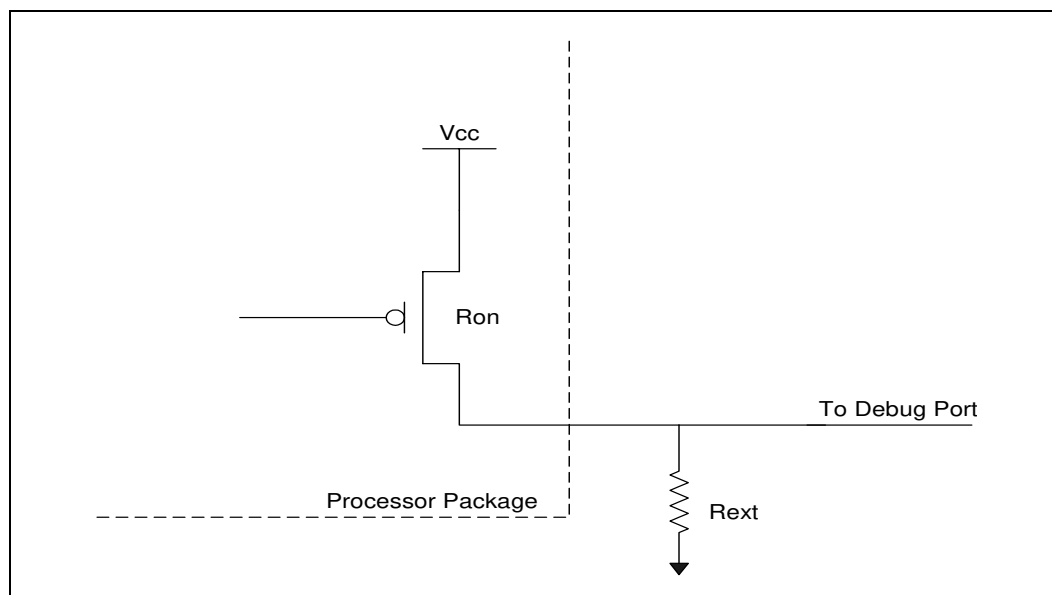 Vcc
Ron
To Debug Port
Processor Package
Rext